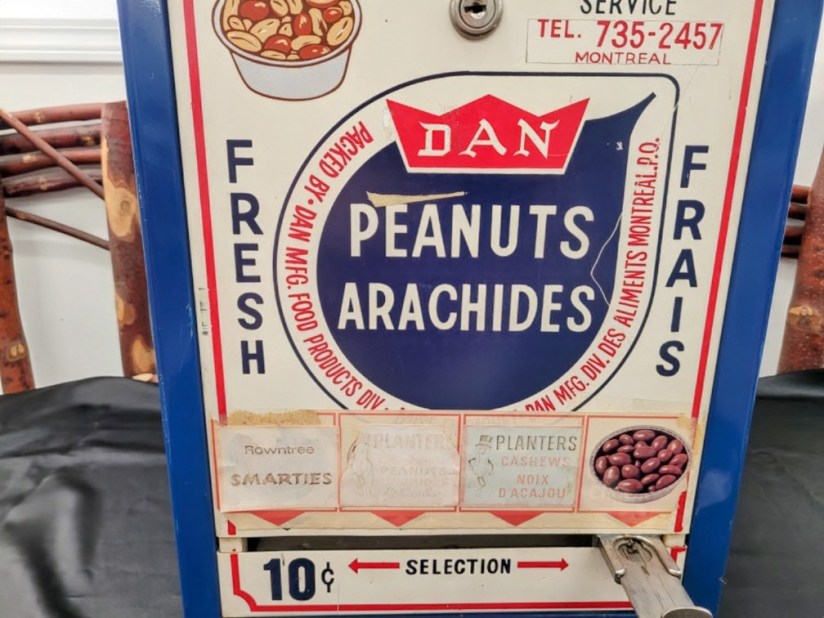 SERVICE
TEL. 735-2457
MONTREAL
DAN
PEANUTS
ARACHIDES
PACKED BY • DAN MFG. FOOD PRODUCTS DIV.
DAN MFG. DIV. DES ALIMENTS MONTREAL.P.Q.
FRESH
FRAIS
Rowntree
SMARTIES
PLANTERS
PEANUTS
PLANTERS
CASHEWS
NOIX
D'ACAJOU
10¢
SELECTION